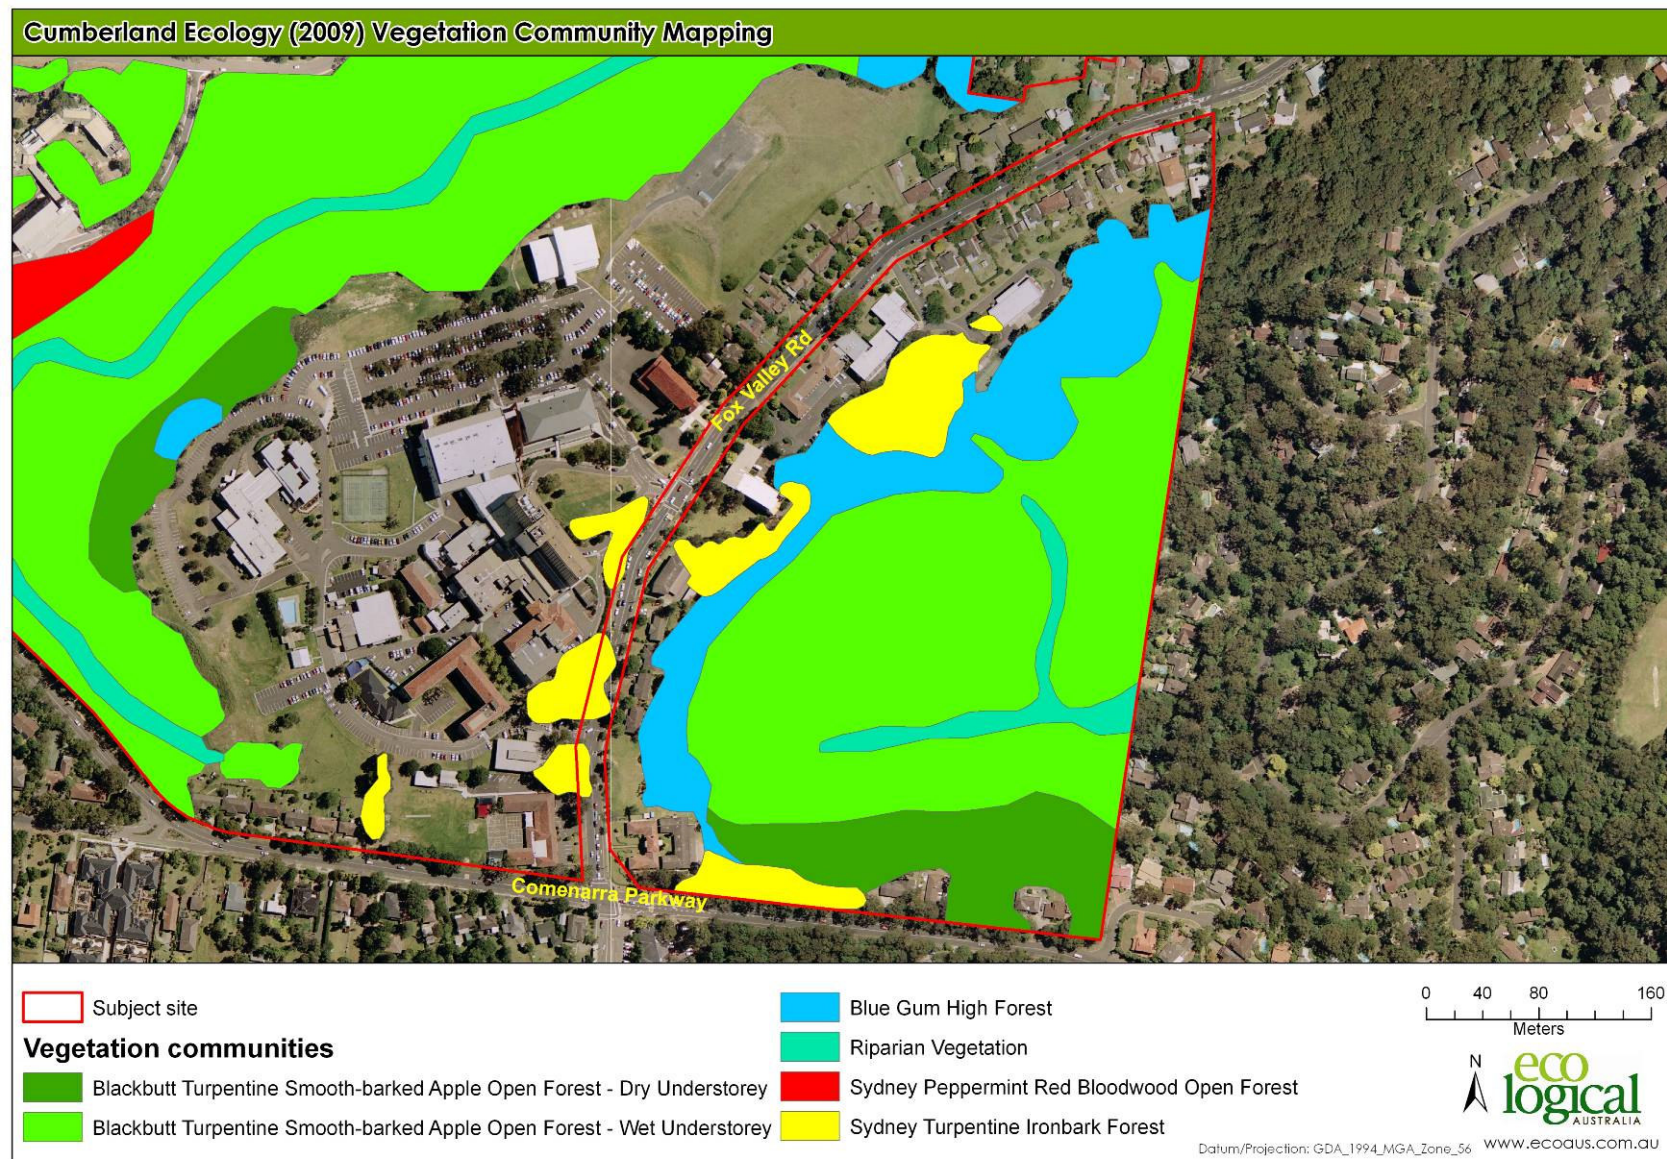 Cumberland Ecology (2009) Vegetation Community Mapping
Fox Valley Rd
Comenarra Parkway
Subject site
Vegetation communities
Blackbutt Turpentine Smooth-barked Apple Open Forest - Dry Understorey
Blackbutt Turpentine Smooth-barked Apple Open Forest - Wet Understorey
Blue Gum High Forest
Riparian Vegetation
Sydney Peppermint Red Bloodwood Open Forest
Sydney Turpentine Ironbark Forest
0 40 80 160
Meters
N
eco
logical
AUSTRALIA
Datum/Projection: GDA_1994_MGA_Zone_56
www.ecoaus.com.au